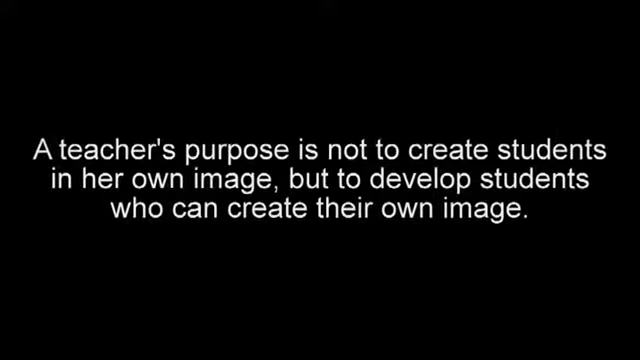 A teacher's purpose is not to create students
in her own image, but to develop students
who can create their own image.